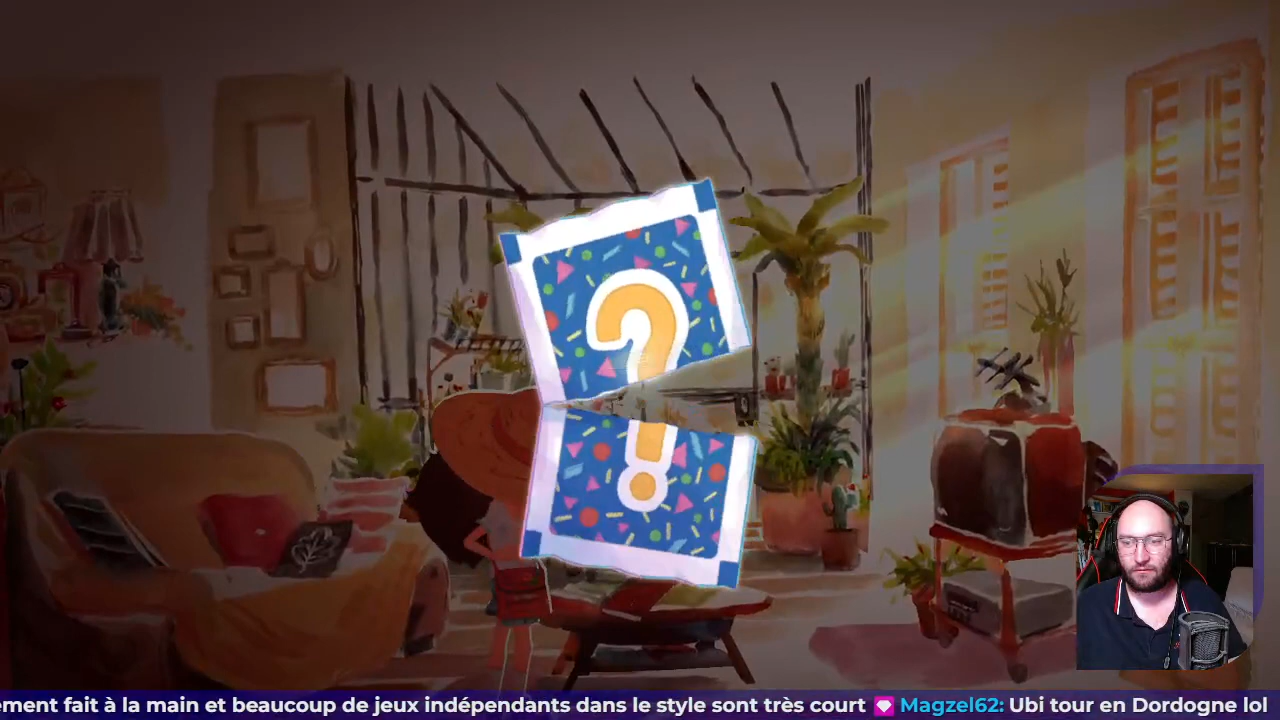 ?
ment fait à la main et beaucoup de jeux indépendants dans le style sont très court Magzel62: Ubi tour en Dordogne lol